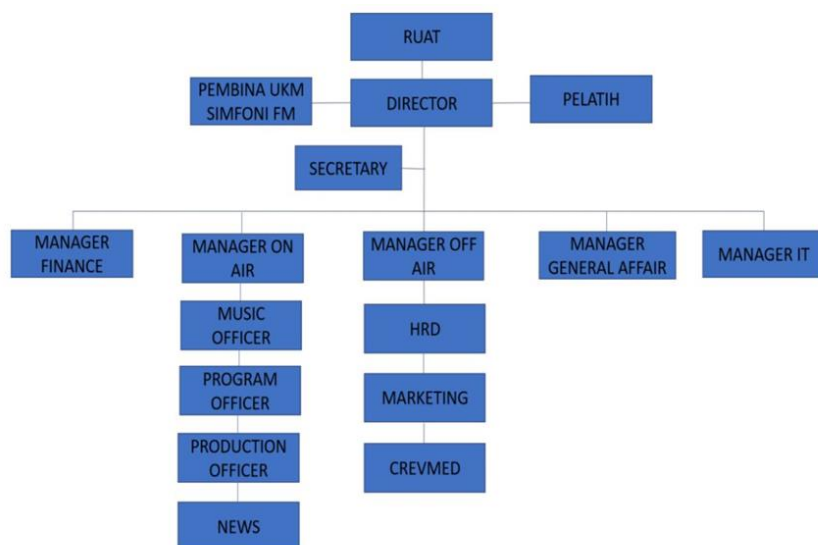 RUAT
PEMBINA UKM
SIMFONI FM
DIRECTOR
PELATIH
SECRETARY
MANAGER
FINANCE
MANAGER ON
AIR
MANAGER OFF
AIR
MANAGER
GENERAL AFFAIR
MANAGER IT
MUSIC
OFFICER
HRD
PROGRAM
OFFICER
MARKETING
PRODUCTION
OFFICER
CREVMED
NEWS